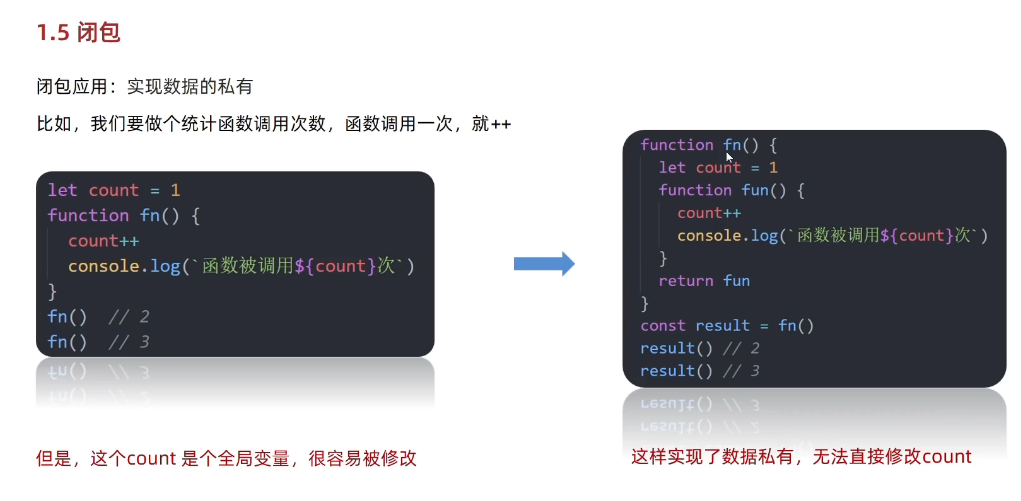 1.5 闭包
闭包应用：实现数据的私有
比如，我们要做个统计函数调用次数，函数调用一次，就++
let count = 1
function fn() {
count++
console.log(`函数被调用${count}次`)
}
fn() // 2
fn() // 3
但是，这个count 是个全局变量，很容易被修改
function fn() {
let count = 1
function fun() {
count++
console.log(`函数被调用${count}次`)
}
return fun
}
const result = fn()
result() // 2
result() // 3
这样实现了数据私有，无法直接修改count